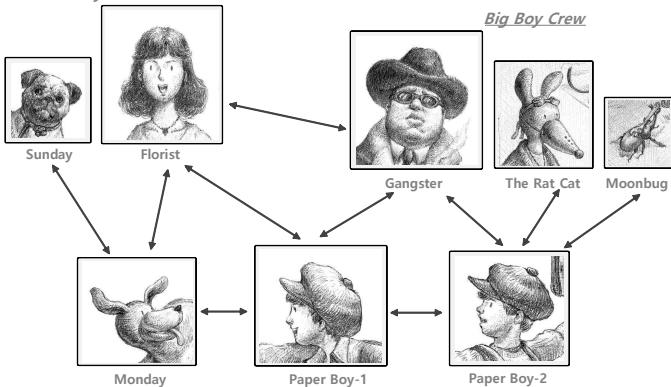 Big Boy Crew
Sunday
Florist
Gangster
The Rat Cat
Moonbug
Monday
Paper Boy-1
Paper Boy-2